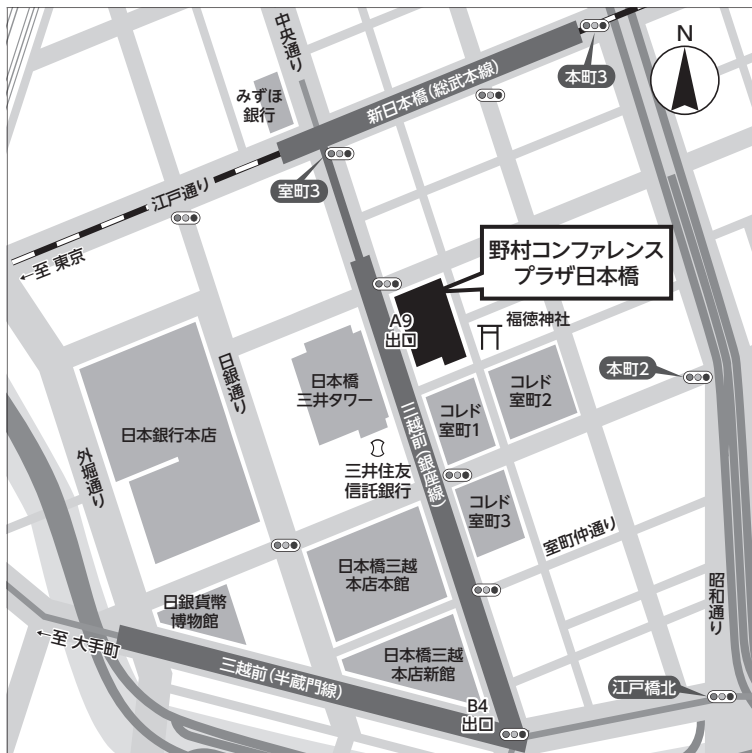 中央通り
本町3
N
みずほ
銀行
新日本橋(総武本線)
室町3
江戸通り
←至 東京
野村コンファレンス
プラザ日本橋
A9
出口
福徳神社
日銀通り
日本橋
三井タワー
コレド
室町1
コレド
室町2
本町2
日本銀行本店
外堀通り
三井住友
信託銀行
三越前(銀座線)
コレド
室町3
室町仲通り
日本橋三越
本店本館
日銀貨幣
博物館
昭和通り
←至 大手町
三越前(半蔵門線)
日本橋三越
本店新館
B4
出口
江戸橋北